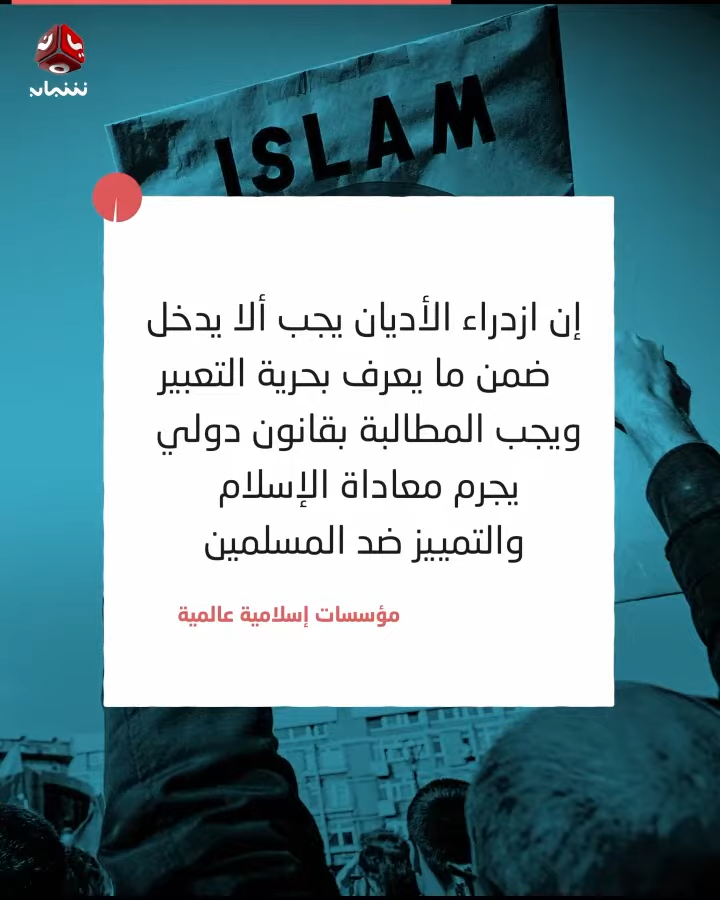 ISLAM
إن ازدراء الأديان يجب ألا يدخل
ضمن ما يعرف بحرية التعبير
ويجب المطالبة بقانون دولي
يجرم معاداة الإسلام
والتمييز ضد المسلمين
مؤسسات إسلامية عالمية